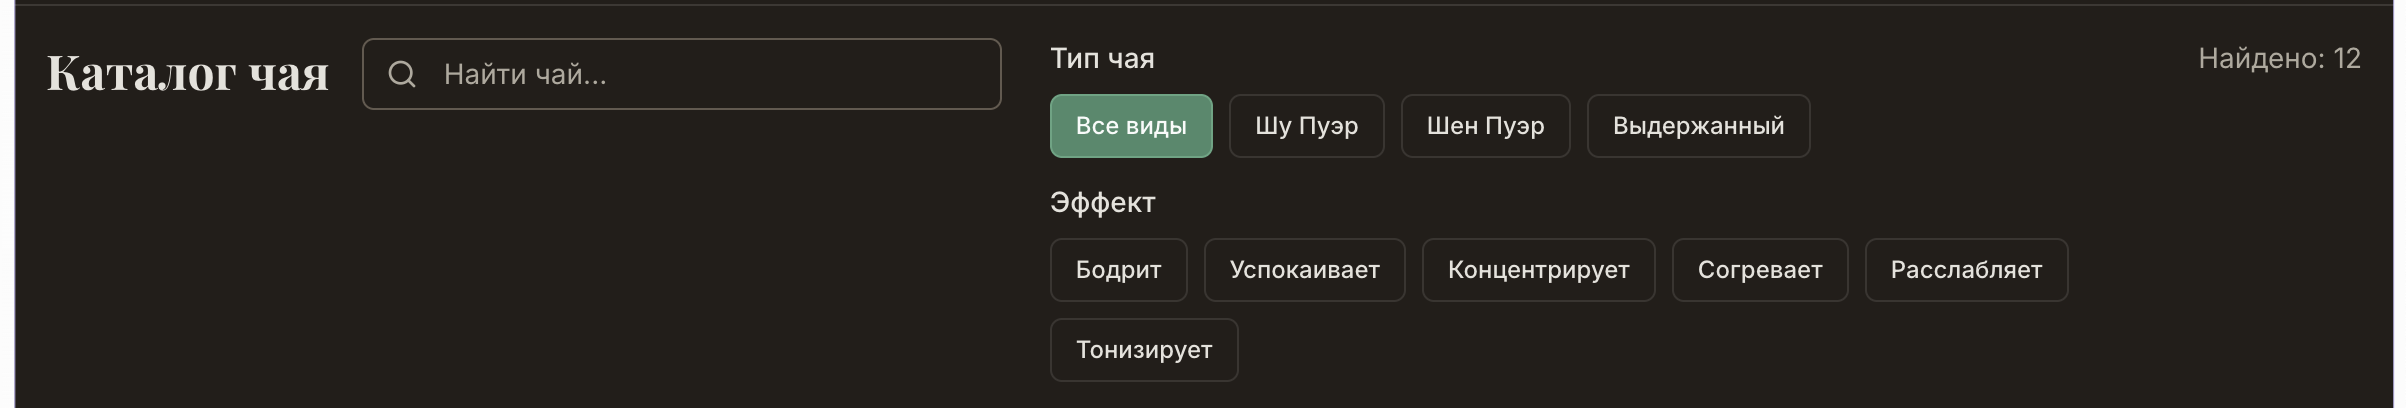 Каталог чая
Найти чай...
Тип чая
Найдено: 12
Все виды
Шу Пуэр
Шен Пуэр
Выдержанный
Эффект
Бодрит
Успокаивает
Концентрирует
Согревает
Расслабляет
Тонизирует